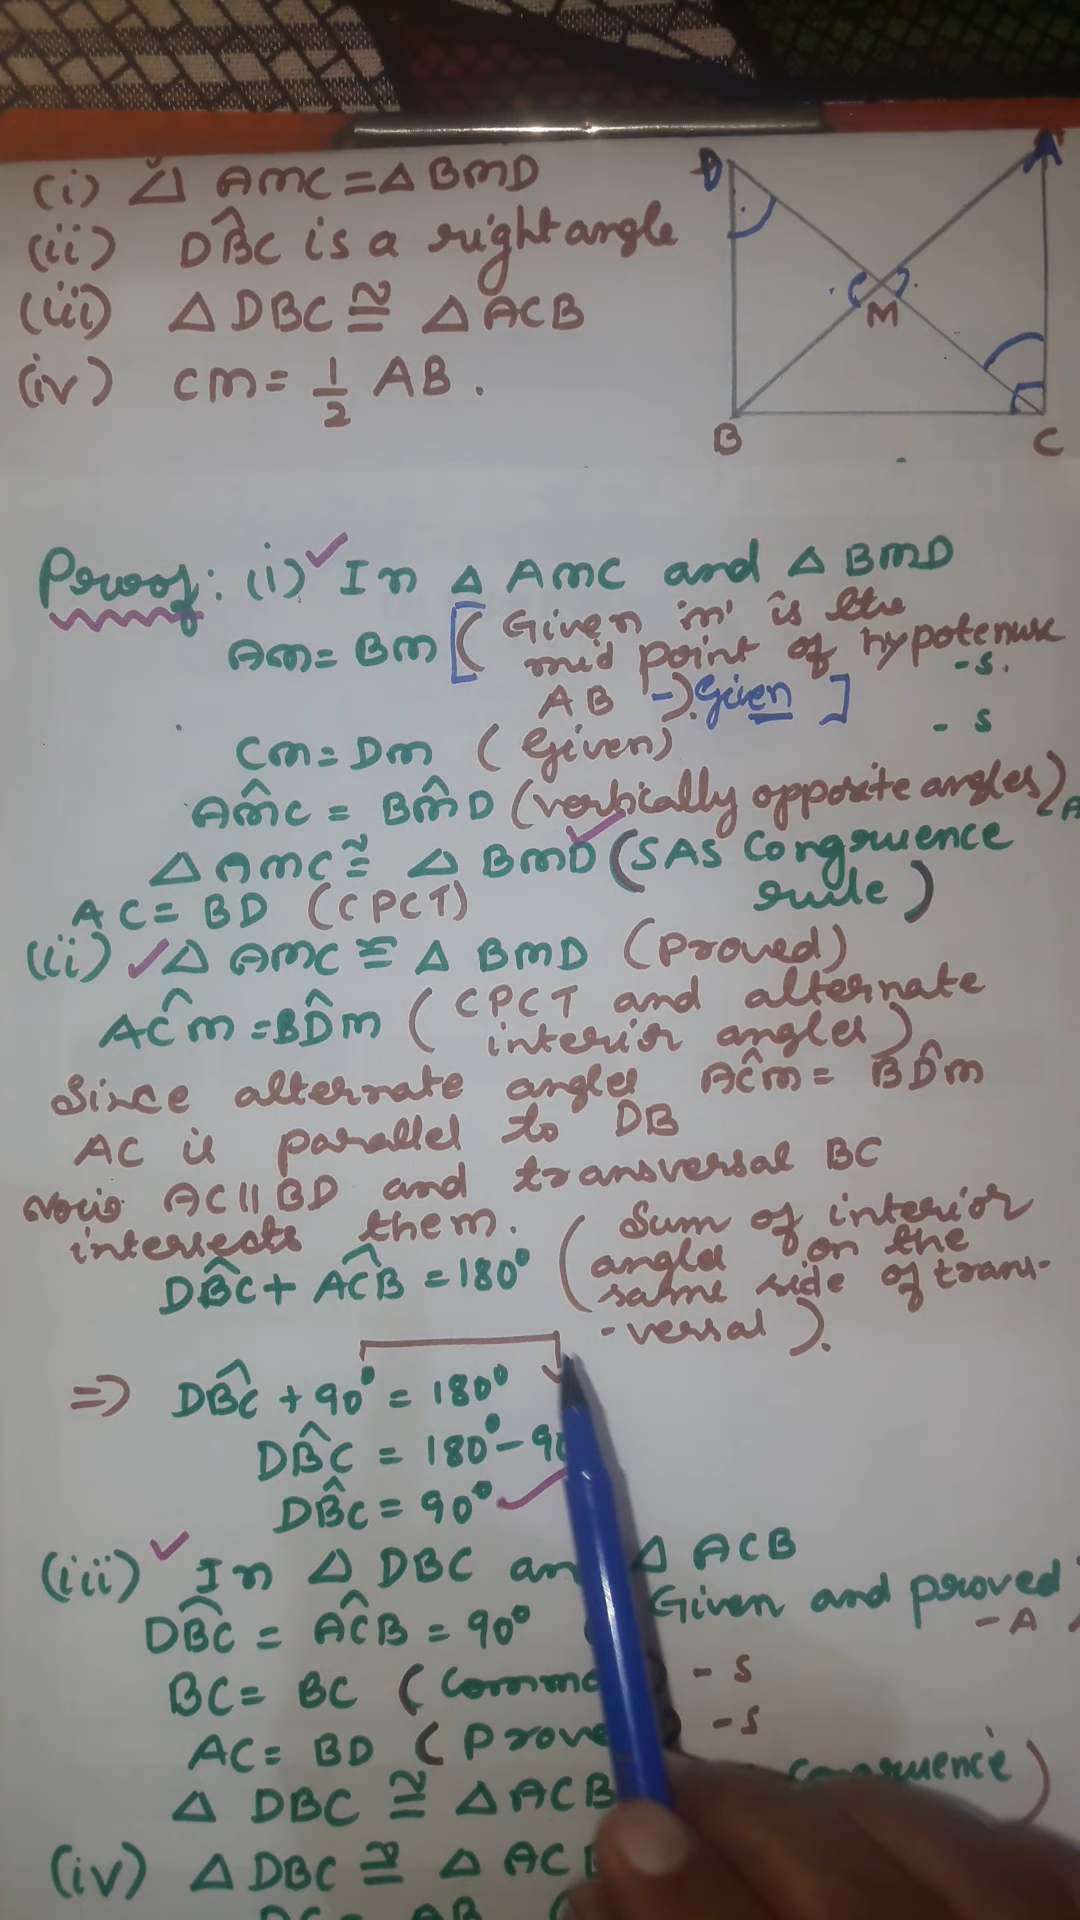 (i) △ AMC = △ BMD
(ii) DB̂C is a right angle
(iii) △ DBC ≅ △ ACB
(iv) CM = 1/2 AB.
D A
M
B C
Proof: (i) In △ AMC and △ BMD
AM = BM [( Given 'm' is the
mid point of hypotenuse
AB -). Given ] - S.
CM = DM ( Given) - S
AM̂C = BM̂D (vertically opposite angles) - A
△ AMC ≅ △ BMD (SAS Congruence
rule)
AC = BD (CPCT)
(ii) △ AMC ≅ △ BMD (Proved)
AĈM = BD̂M ( CPCT and alternate
interior angles)
Since alternate angles AĈM = BD̂M
AC is parallel to DB
Now AC || BD and transversal BC
intersects them.
DB̂C + AĈB = 180° ( Sum of interior
angles on the
same side of trans-
-versal ).
=> DB̂C + 90° = 180°
DB̂C = 180° - 90
DB̂C = 90°
(iii) In △ DBC an △ ACB
DB̂C = AĈB = 90° Given and proved
- A
BC = BC ( Commo - S
AC = BD ( Prove - S
△ DBC ≅ △ ACB congruence )
(iv) △ DBC ≅ △ ACB
DC = AB (